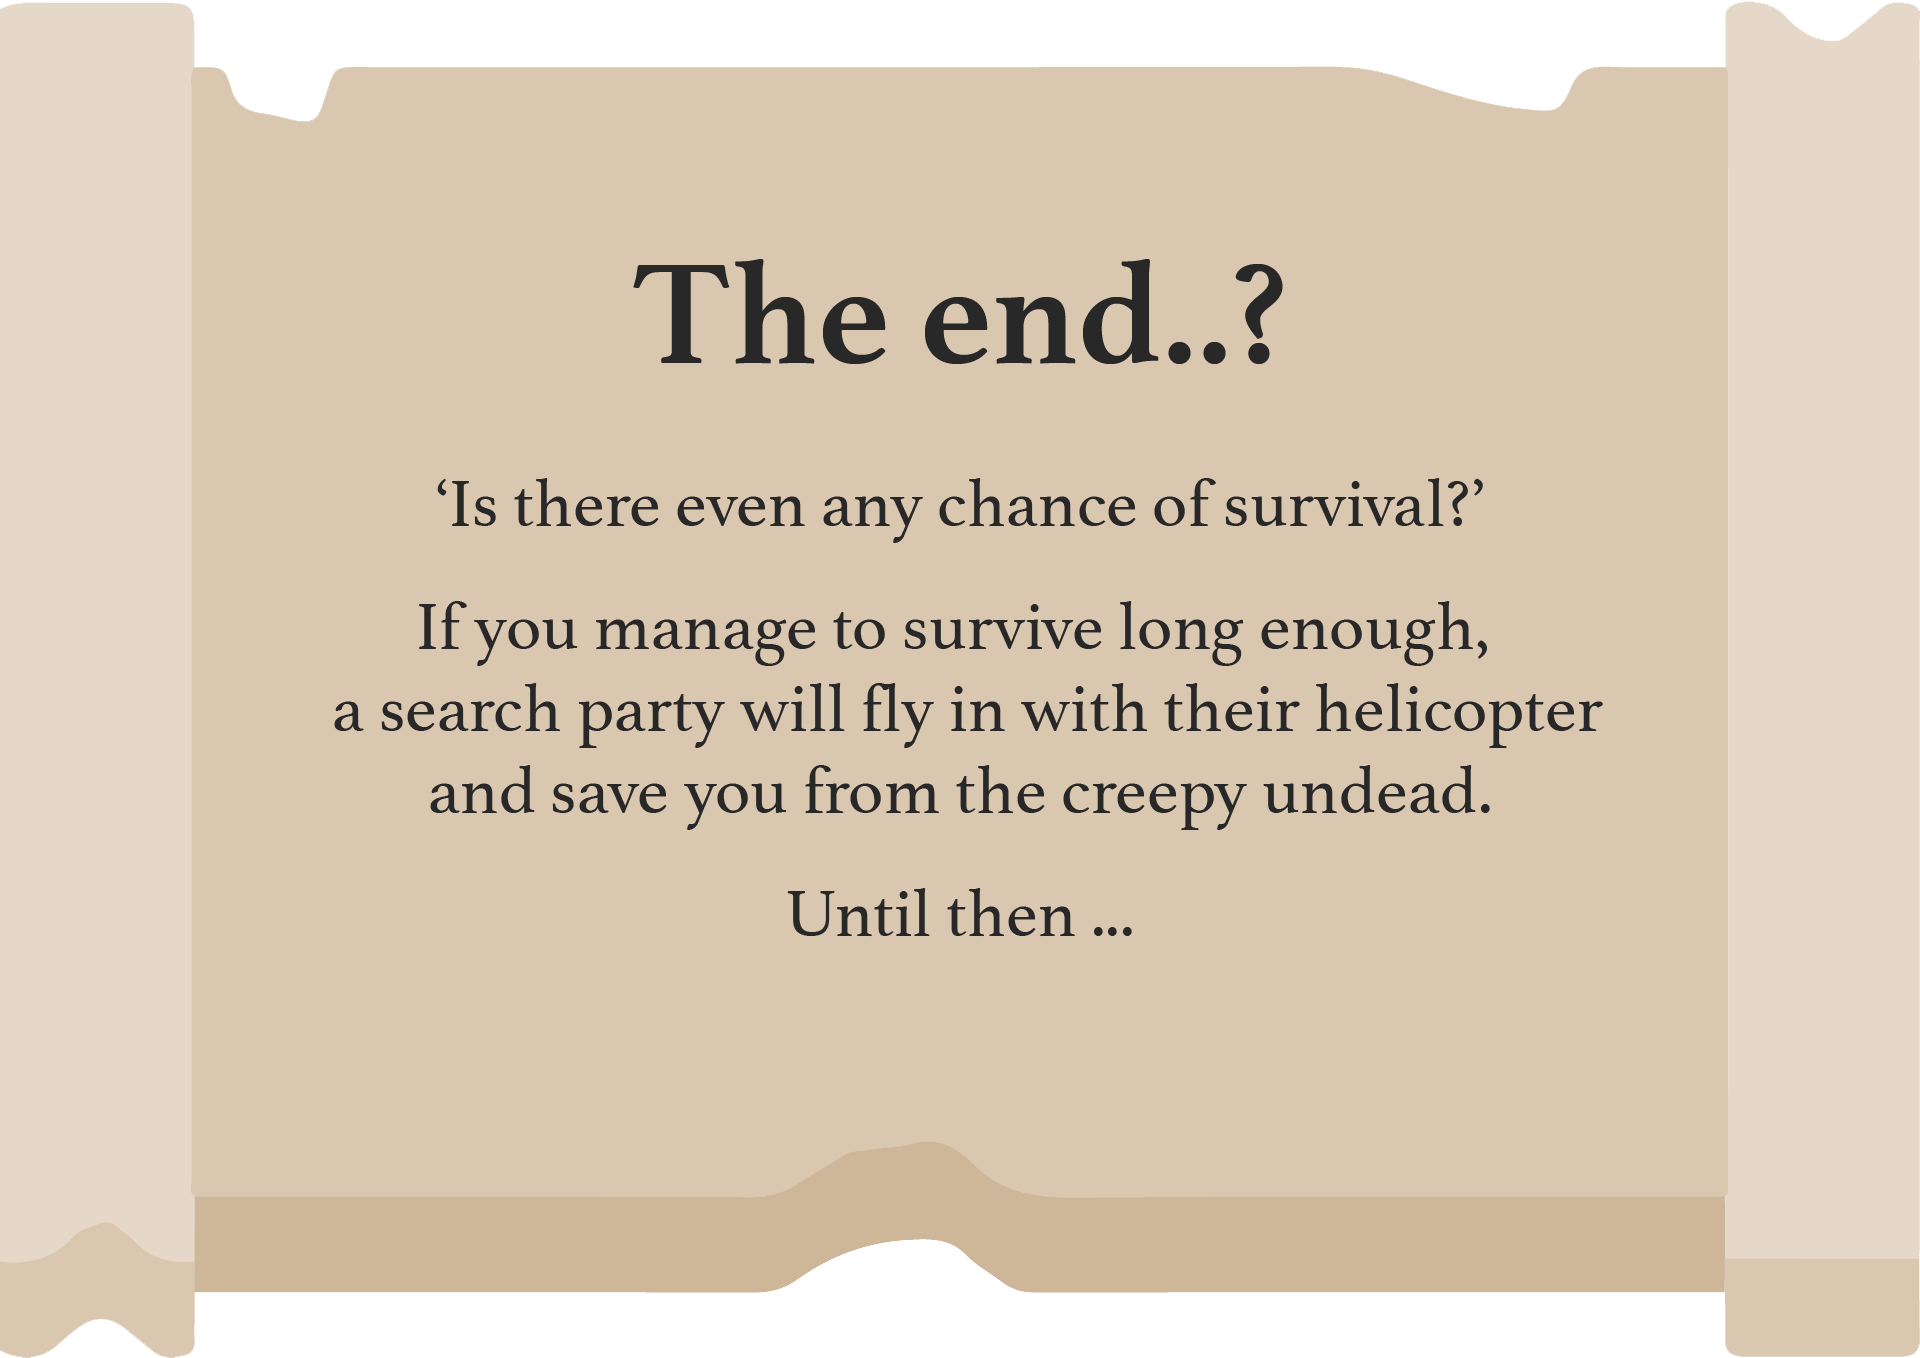 The end..?
‘Is there even any chance of survival?’
If you manage to survive long enough,
a search party will fly in with their helicopter
and save you from the creepy undead.
Until then ...